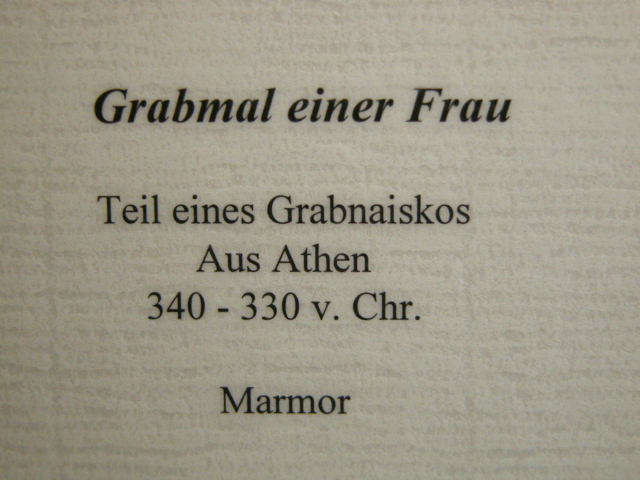 Grabmal einer Frau
Teil eines Grabnaiskos
Aus Athen
340 - 330 v. Chr.
Marmor